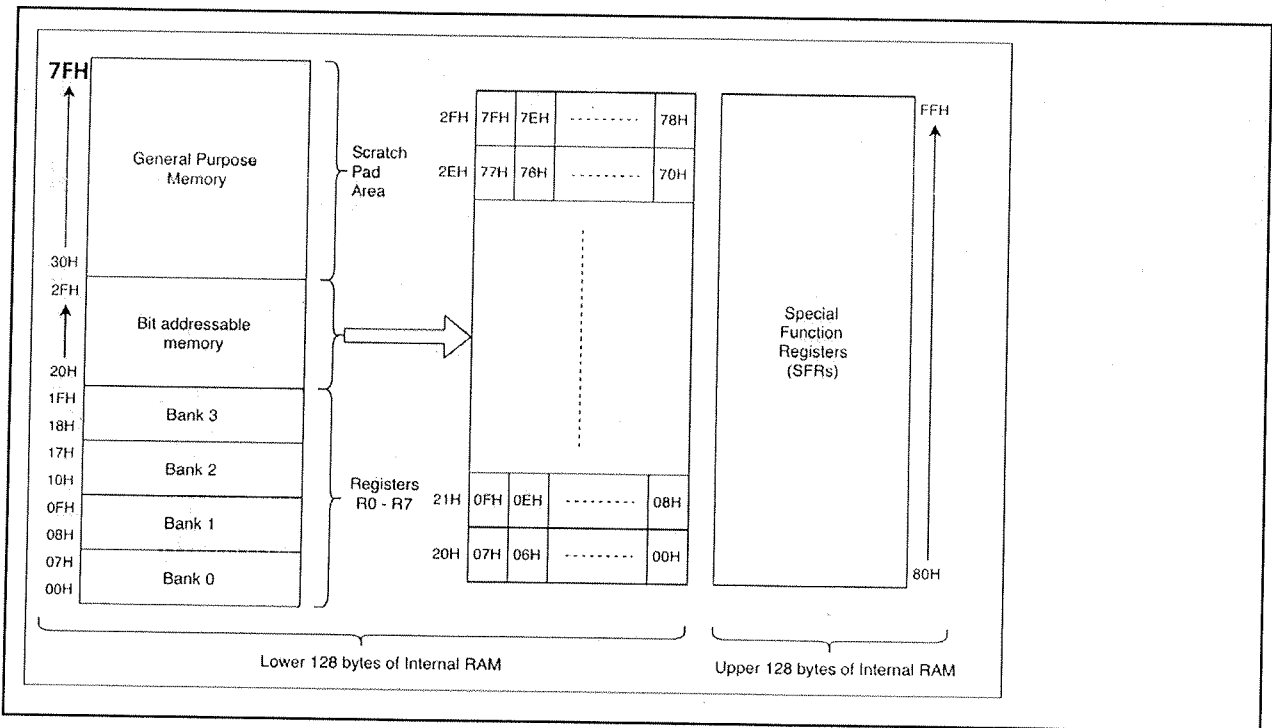 7FH
General Purpose
Memory
30H
2FH
Bit addressable
memory
20H
1FH
Bank 3
18H
17H
Bank 2
10H
0FH
Bank 1
08H
07H
Bank 0
00H
Scratch
Pad
Area
Registers
R0 - R7
2FH 7FH 7EH 78H
2EH 77H 76H 70H
21H 0FH 0EH 08H
20H 07H 06H 00H
Special
Function
Registers
(SFRs)
FFH
80H
Lower 128 bytes of Internal RAM
Upper 128 bytes of Internal RAM